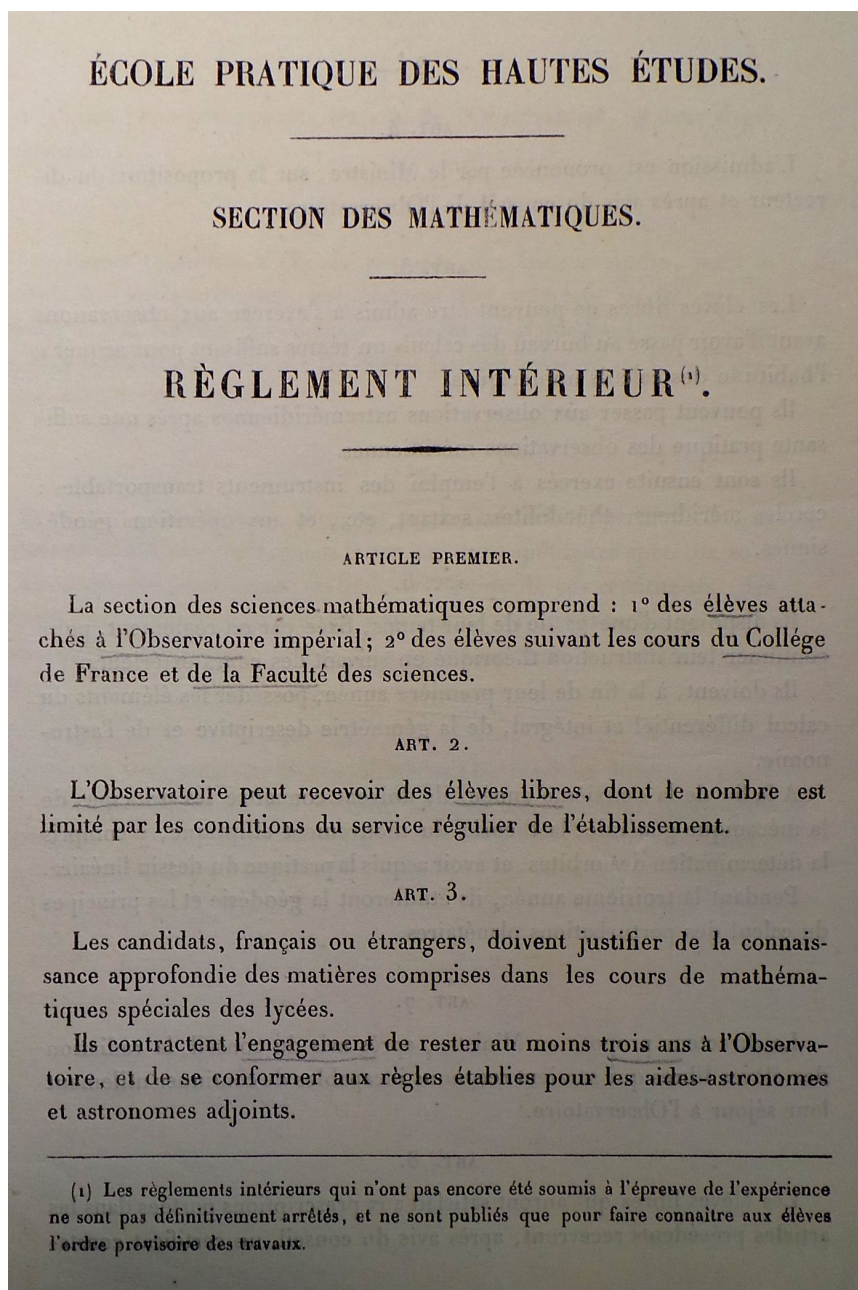 ÉCOLE PRATIQUE DES HAUTES ÉTUDES.
SECTION DES MATHÉMATIQUES.
RÈGLEMENT INTÉRIEUR(1).
ARTICLE PREMIER.
La section des sciences mathématiques comprend : 1° des élèves atta-
chés à l'Observatoire impérial; 2° des élèves suivant les cours du Collége
de France et de la Faculté des sciences.
ART. 2.
L'Observatoire peut recevoir des élèves libres, dont le nombre est
limité par les conditions du service régulier de l'établissement.
ART. 3.
Les candidats, français ou étrangers, doivent justifier de la connais-
sance approfondie des matières comprises dans les cours de mathéma-
tiques spéciales des lycées.
Ils contractent l'engagement de rester au moins trois ans à l'Observa-
toire, et de se conformer aux règles établies pour les aides-astronomes
et astronomes adjoints.
(1) Les règlements intérieurs qui n'ont pas encore été soumis à l'épreuve de l'expérience
ne sont pas définitivement arrêtés, et ne sont publiés que pour faire connaître aux élèves
l'ordre provisoire des travaux.